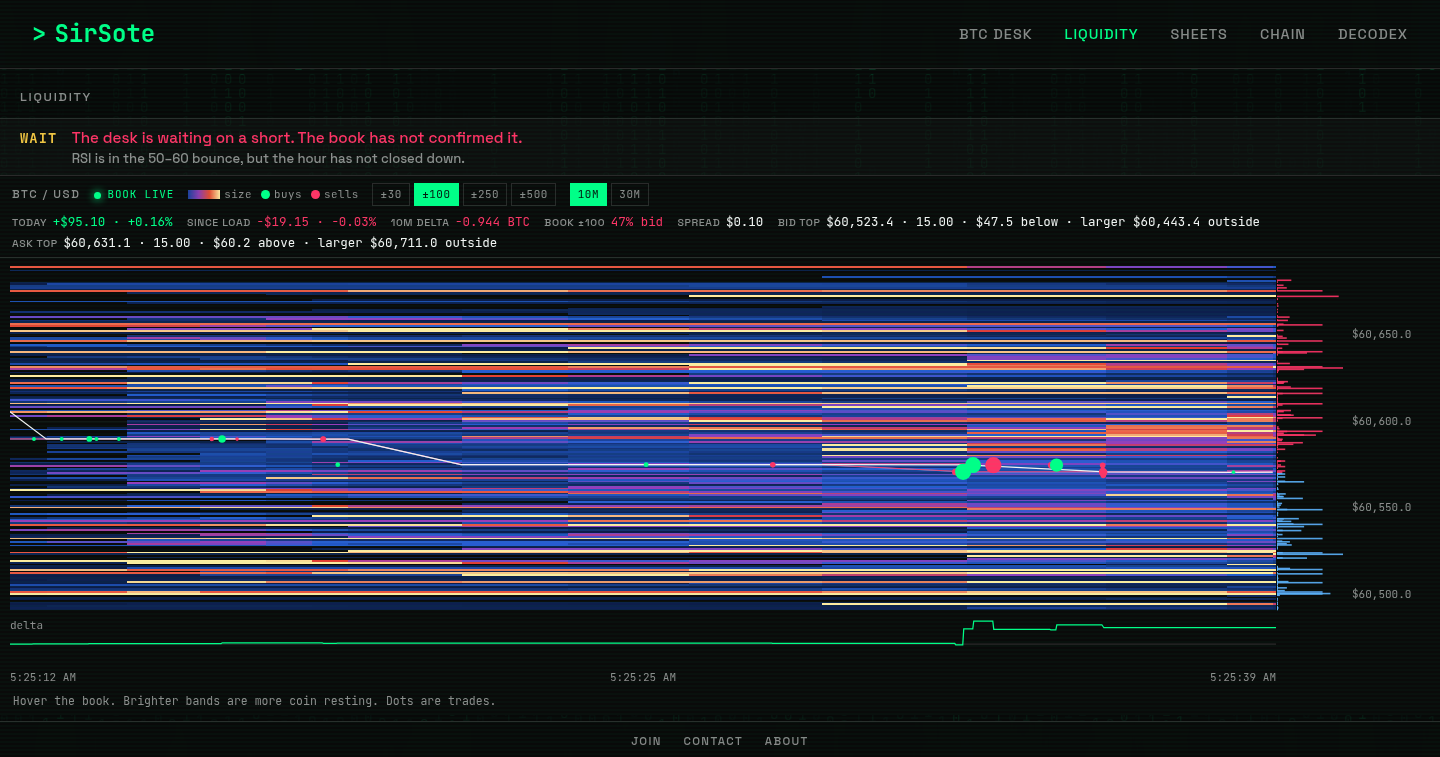 > SirSote
BTC DESK LIQUIDITY SHEETS CHAIN DECODEX
LIQUIDITY
WAIT The desk is waiting on a short. The book has not confirmed it.
RSI is in the 50–60 bounce, but the hour has not closed down.
BTC / USD BOOK LIVE size buys sells ±30 ±100 ±250 ±500 10M 30M
TODAY +$95.10 · +0.16% SINCE LOAD -$19.15 · -0.03% 10M DELTA -0.944 BTC BOOK ±100 47% bid SPREAD $0.10 BID TOP $60,523.4 · 15.00 · $47.5 below · larger $60,443.4 outside
ASK TOP $60,631.1 · 15.00 · $60.2 above · larger $60,711.0 outside
$60,650.0
$60,600.0
$60,550.0
$60,500.0
delta
5:25:12 AM 5:25:25 AM 5:25:39 AM
Hover the book. Brighter bands are more coin resting. Dots are trades.
JOIN CONTACT ABOUT